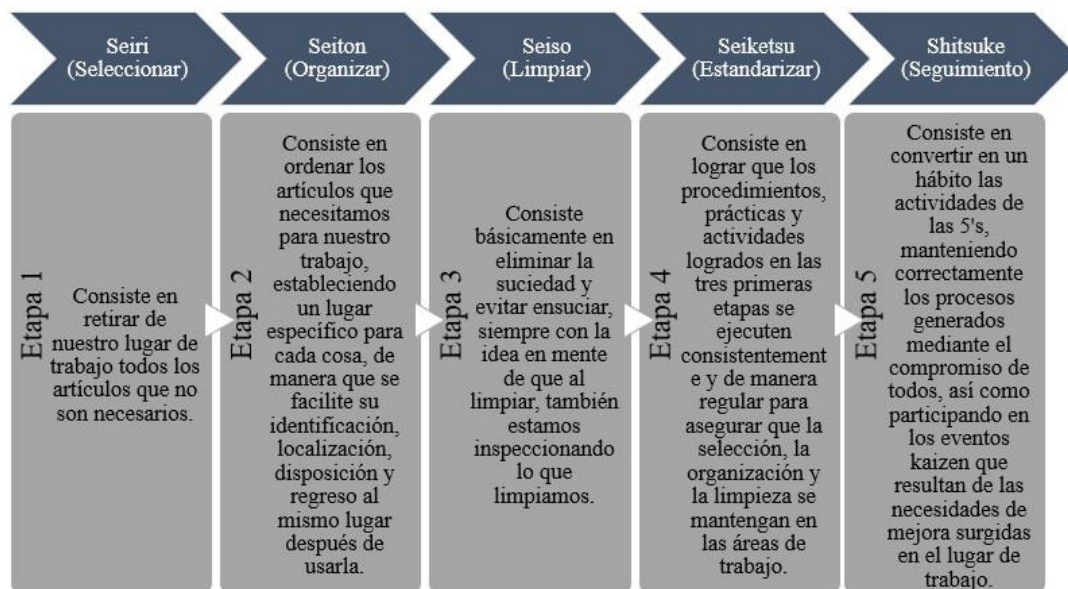 Seiri
(Seleccionar)
Seiton
(Organizar)
Seiso
(Limpiar)
Seiketsu
(Estandarizar)
Shitsuke
(Seguimiento)
Etapa 1
Consiste en
retirar de
nuestro lugar de
trabajo todos los
artículos que no
son necesarios.
Etapa 2
Consiste en
ordenar los
artículos que
necesitamos
para nuestro
trabajo,
estableciendo
un lugar
específico para
cada cosa, de
manera que se
facilite su
identificación,
localización,
disposición y
regreso al
mismo lugar
después de
usarla.
Etapa 3
Consiste
básicamente en
eliminar la
suciedad y
evitar ensuciar,
siempre con la
idea en mente
de que al
limpiar, también
estamos
inspeccionando
lo que
limpiamos.
Etapa 4
Consiste en
lograr que los
procedimientos,
prácticas y
actividades
logrados en las
tres primeras
etapas se
ejecuten
consistentement
e y de manera
regular para
asegurar que la
selección, la
organización y
la limpieza se
mantengan en
las áreas de
trabajo.
Etapa 5
Consiste en
convertir en un
hábito las
actividades de
las 5's,
manteniendo
correctamente
los procesos
generados
mediante el
compromiso de
todos, así como
participando en
los eventos
kaizen que
resultan de las
necesidades de
mejora surgidas
en el lugar de
trabajo.